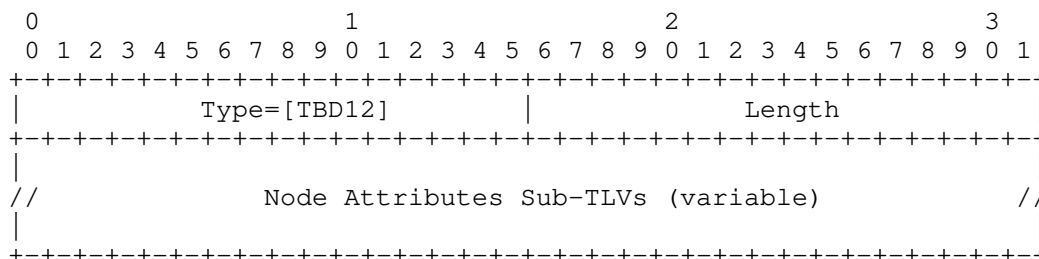 0                   1                   2                   3
 0 1 2 3 4 5 6 7 8 9 0 1 2 3 4 5 6 7 8 9 0 1 2 3 4 5 6 7 8 9 0 1
+-+-+-+-+-+-+-+-+-+-+-+-+-+-+-+-+-+-+-+-+-+-+-+-+-+-+-+-+-+-+-+--
|           Type=[TBD12]        |             Length
+-+-+-+-+-+-+-+-+-+-+-+-+-+-+-+-+-+-+-+-+-+-+-+-+-+-+-+-+-+-+-+--
|
//              Node Attributes Sub-TLVs (variable)            //
|
+-+-+-+-+-+-+-+-+-+-+-+-+-+-+-+-+-+-+-+-+-+-+-+-+-+-+-+-+-+-+-+--